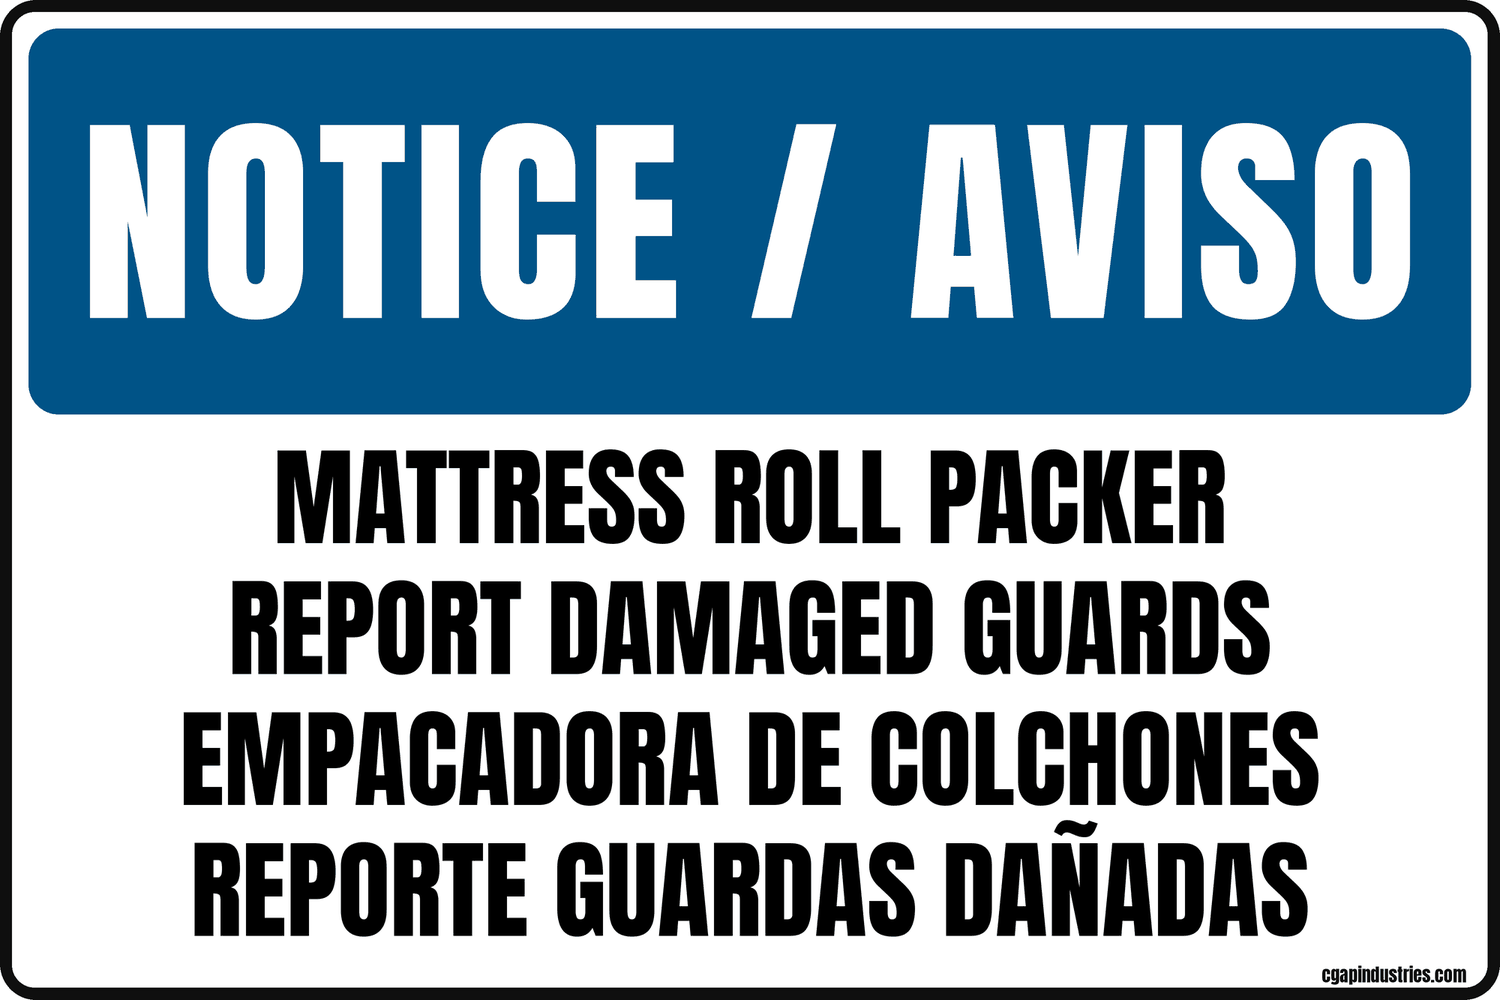 NOTICE / AVISO
MATTRESS ROLL PACKER
REPORT DAMAGED GUARDS
EMPACADORA DE COLCHONES
REPORTE GUARDAS DAÑADAS
cgapindustries.com